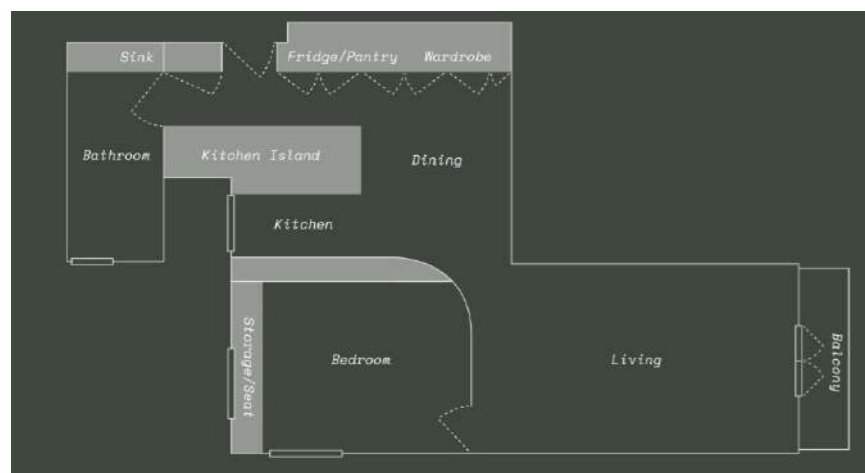 Sink
Fridge/Pantry
Wardrobe
Bathroom
Kitchen Island
Dining
Kitchen
Storage/Seat
Bedroom
Living
Balcony